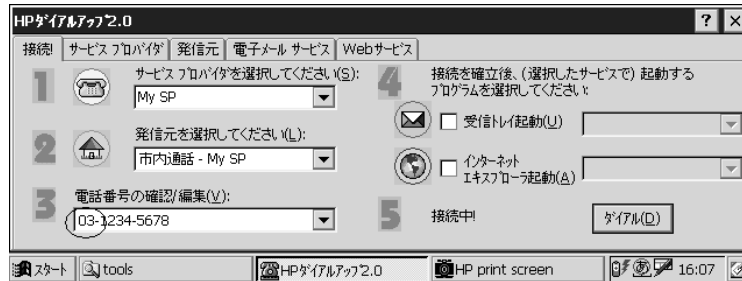 HPダイアルアップ2.0
? ×
接続! サービス プロバイダ 発信元 電子メール サービス Webサービス
1
サービス プロバイダを選択してください(S):
My SP
2
発信元を選択してください(L):
市内通話 - My SP
3
電話番号の確認/編集(V):
03-1234-5678
4
接続を確立後、(選択したサービスで) 起動する
プログラムを選択してください:
受信トレイ起動(U)
インターネット
エキスプローラ起動(A)
5
接続中!
ダイアル(D)
スタート tools HPダイアルアップ2.0 HP print screen あ 16:07